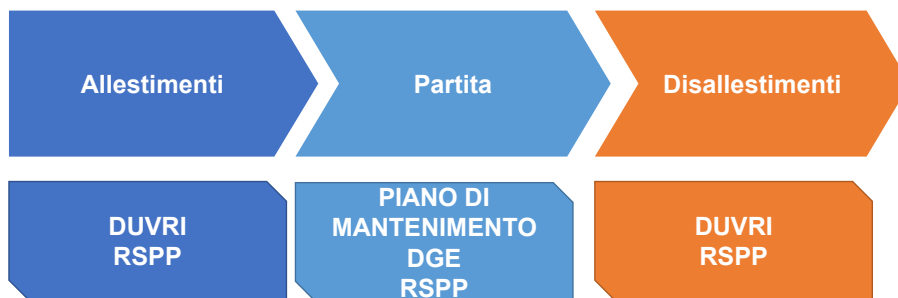 Allestimenti
Partita
Disallestimenti
DUVRI
RSPP
PIANO DI
MANTENIMENTO
DGE
RSPP
DUVRI
RSPP